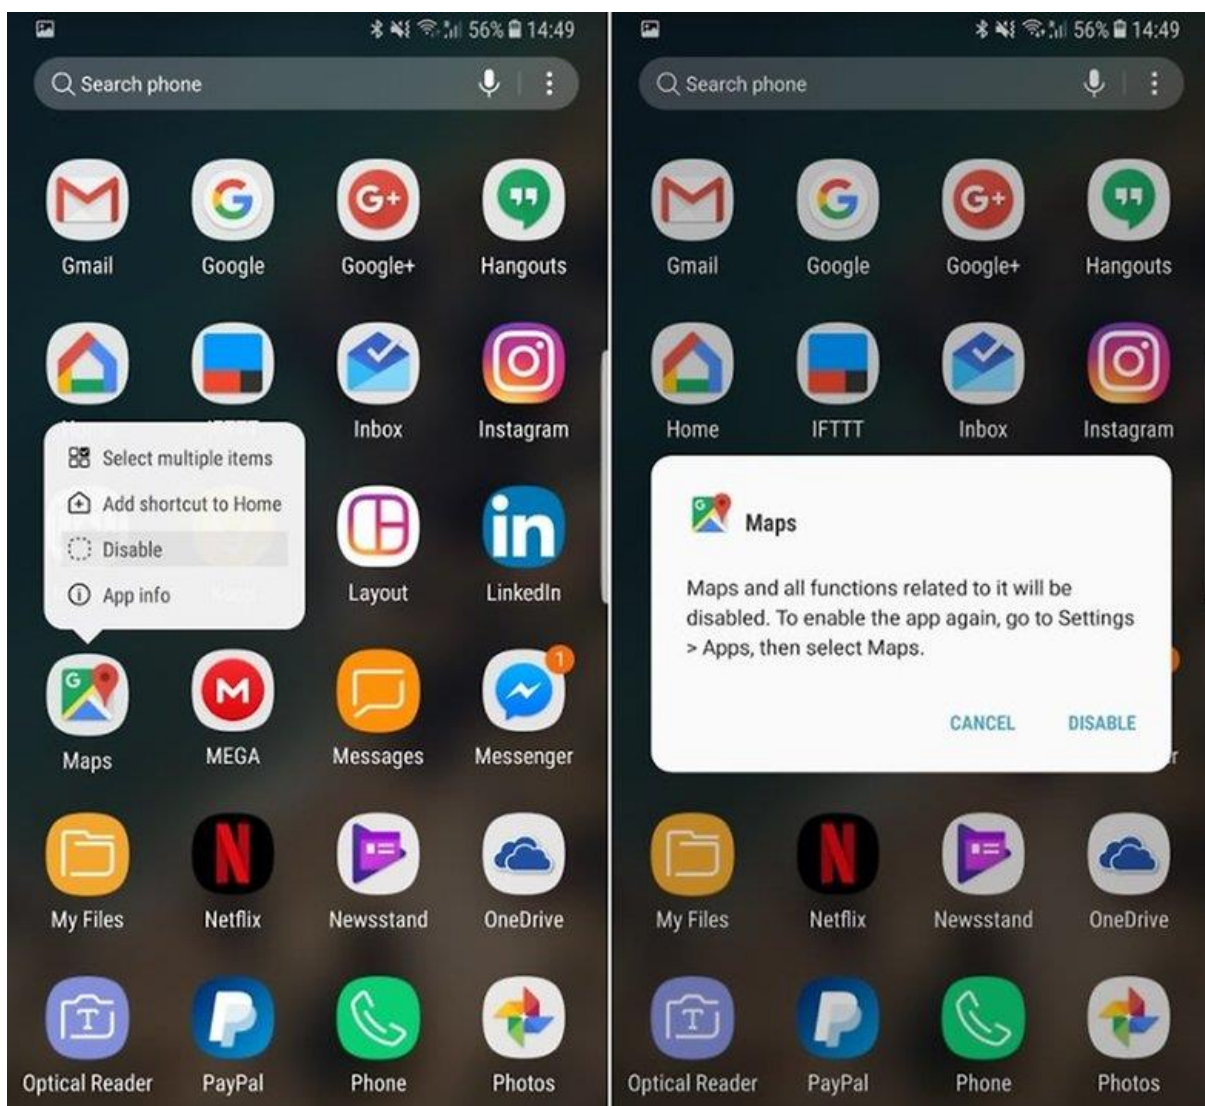 56% 14:49
Search phone
Gmail Google Google+ Hangouts
Inbox Instagram
Select multiple items
Add shortcut to Home
Disable
App info
Layout LinkedIn
1
Maps MEGA Messages Messenger
My Files Netflix Newsstand OneDrive
Optical Reader PayPal Phone Photos
56% 14:49
Search phone
Gmail Google Google+ Hangouts
Home IFTTT Inbox Instagram
Maps
Maps and all functions related to it will be
disabled. To enable the app again, go to Settings
> Apps, then select Maps.
CANCEL DISABLE
My Files Netflix Newsstand OneDrive
Optical Reader PayPal Phone Photos